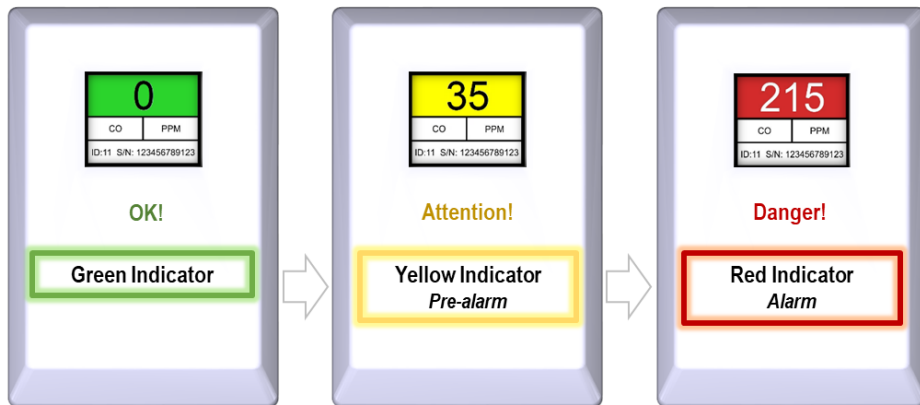 0
CO PPM
ID:11 S/N: 123456789123
OK!
Green Indicator
35
CO PPM
ID:11 S/N: 123456789123
Attention!
Yellow Indicator
Pre-alarm
215
CO PPM
ID:11 S/N: 123456789123
Danger!
Red Indicator
Alarm